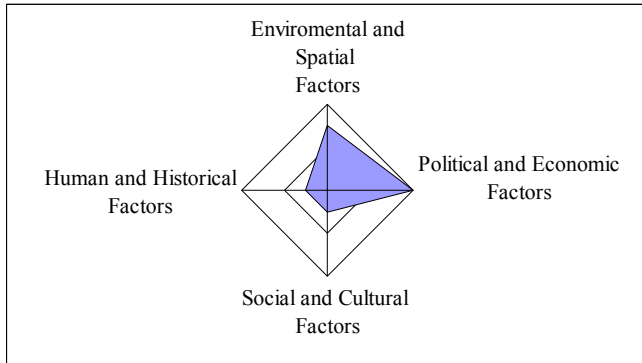 Enviromental and
Spatial
Factors
Political and Economic
Factors
Human and Historical
Factors
Social and Cultural
Factors